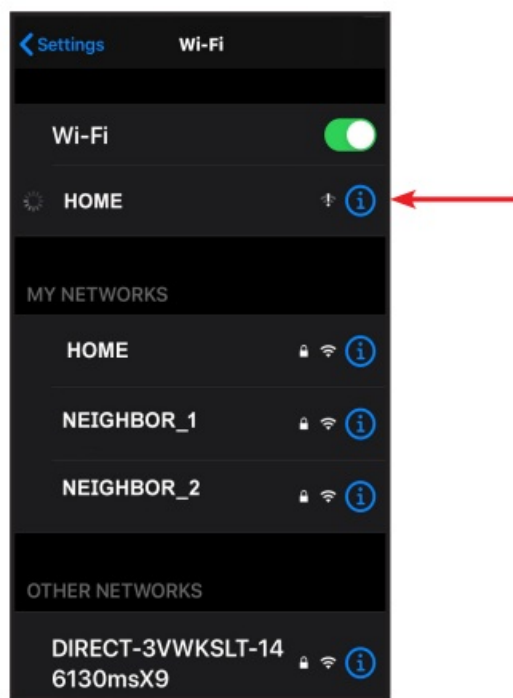 Settings Wi-Fi
Wi-Fi
HOME
MY NETWORKS
HOME
NEIGHBOR_1
NEIGHBOR_2
OTHER NETWORKS
DIRECT-3VWKSLT-14
6130msX9